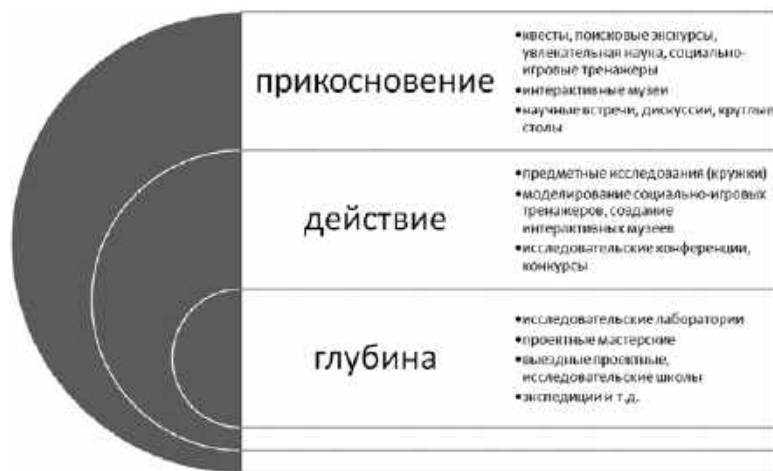 прикосновение
•квесты, поисковые экскурсы,
увлекательная наука, социально-
игровые тренажеры
•интерактивные музеи
•научные встречи, дискуссии, круглые
столы
действие
•предметные исследования (кружки)
•моделирование социально-игровых
тренажеров, создание
интерактивных музеев
•исследовательские конференции,
конкурсы
глубина
•исследовательские лаборатории
•проектные мастерские
•выездные проектные,
исследовательские школы
•экспедиции и т.д.